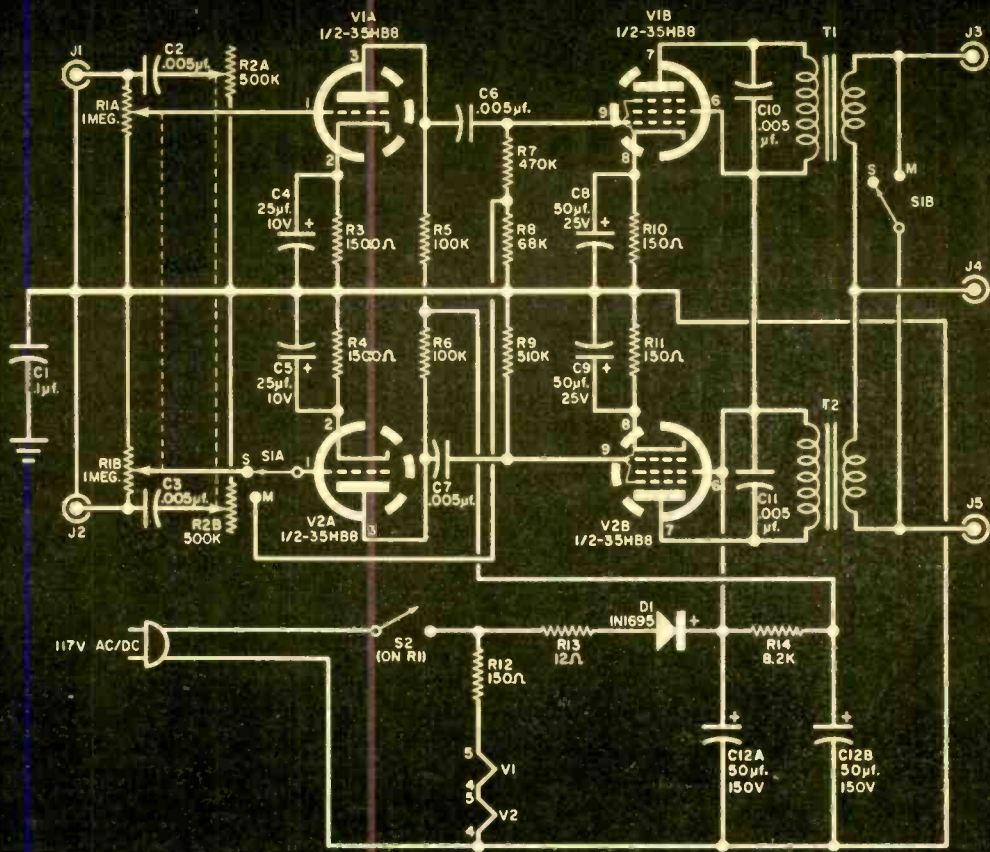 V1A
1/2-35HB8
V1B
1/2-35HB8
T1
J1
C2
.005µf.
R2A
500K
3
7
J3
R1A
1MEG.
1
C6
.005µf.
9
6
C10
.005
µf.
2
R7
470K
8
S
M
S1B
C4
25µf.
10V
R3
1500Ω
R5
100K
R8
68K
C8
50µf.
25V
R10
150Ω
J4
C1
.1µf.
C5
25µf.
10V
R4
1500Ω
R6
100K
R9
510K
C9
50µf.
25V
R11
150Ω
T2
2
8
R1B
1MEG.
S
S1A
1
9
6
C3
.005µf.
M
C7
.005µf.
C11
.005
µf.
J2
R2B
500K
V2A
1/2-35HB8
3
V2B
1/2-35HB8
7
J5
117V AC/DC
S2
(ON R1)
R13
12Ω
D1
1N1695
+
R14
8.2K
R12
150Ω
5
V1
4
5
V2
4
C12A
50µf.
150V
C12B
50µf.
150V